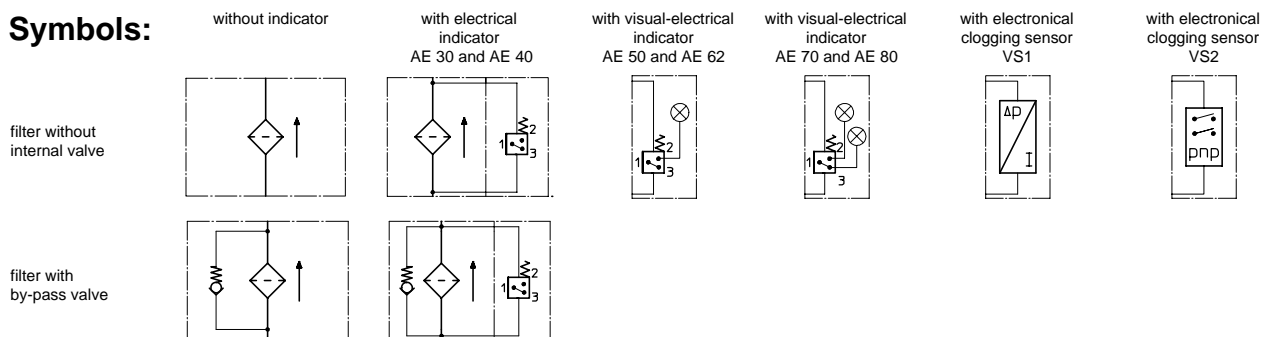 Symbols:
without indicator
with electrical
indicator
AE 30 and AE 40
with visual-electrical
indicator
AE 50 and AE 62
with visual-electrical
indicator
AE 70 and AE 80
with electronical
clogging sensor
VS1
with electronical
clogging sensor
VS2
filter without
internal valve
1 2 3
1 2 3
1 2 3
Δp
I
pnp
filter with
by-pass valve
1 2 3